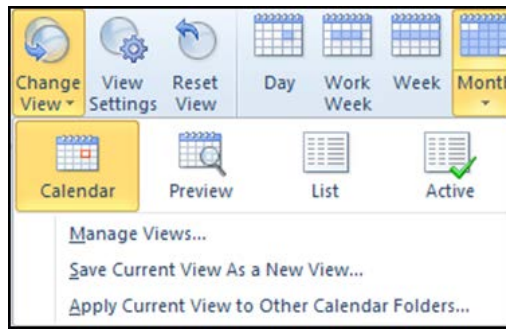 Change View Reset Day Work Week Month
View Settings View Week
Calendar Preview List Active
Manage Views...
Save Current View As a New View...
Apply Current View to Other Calendar Folders...